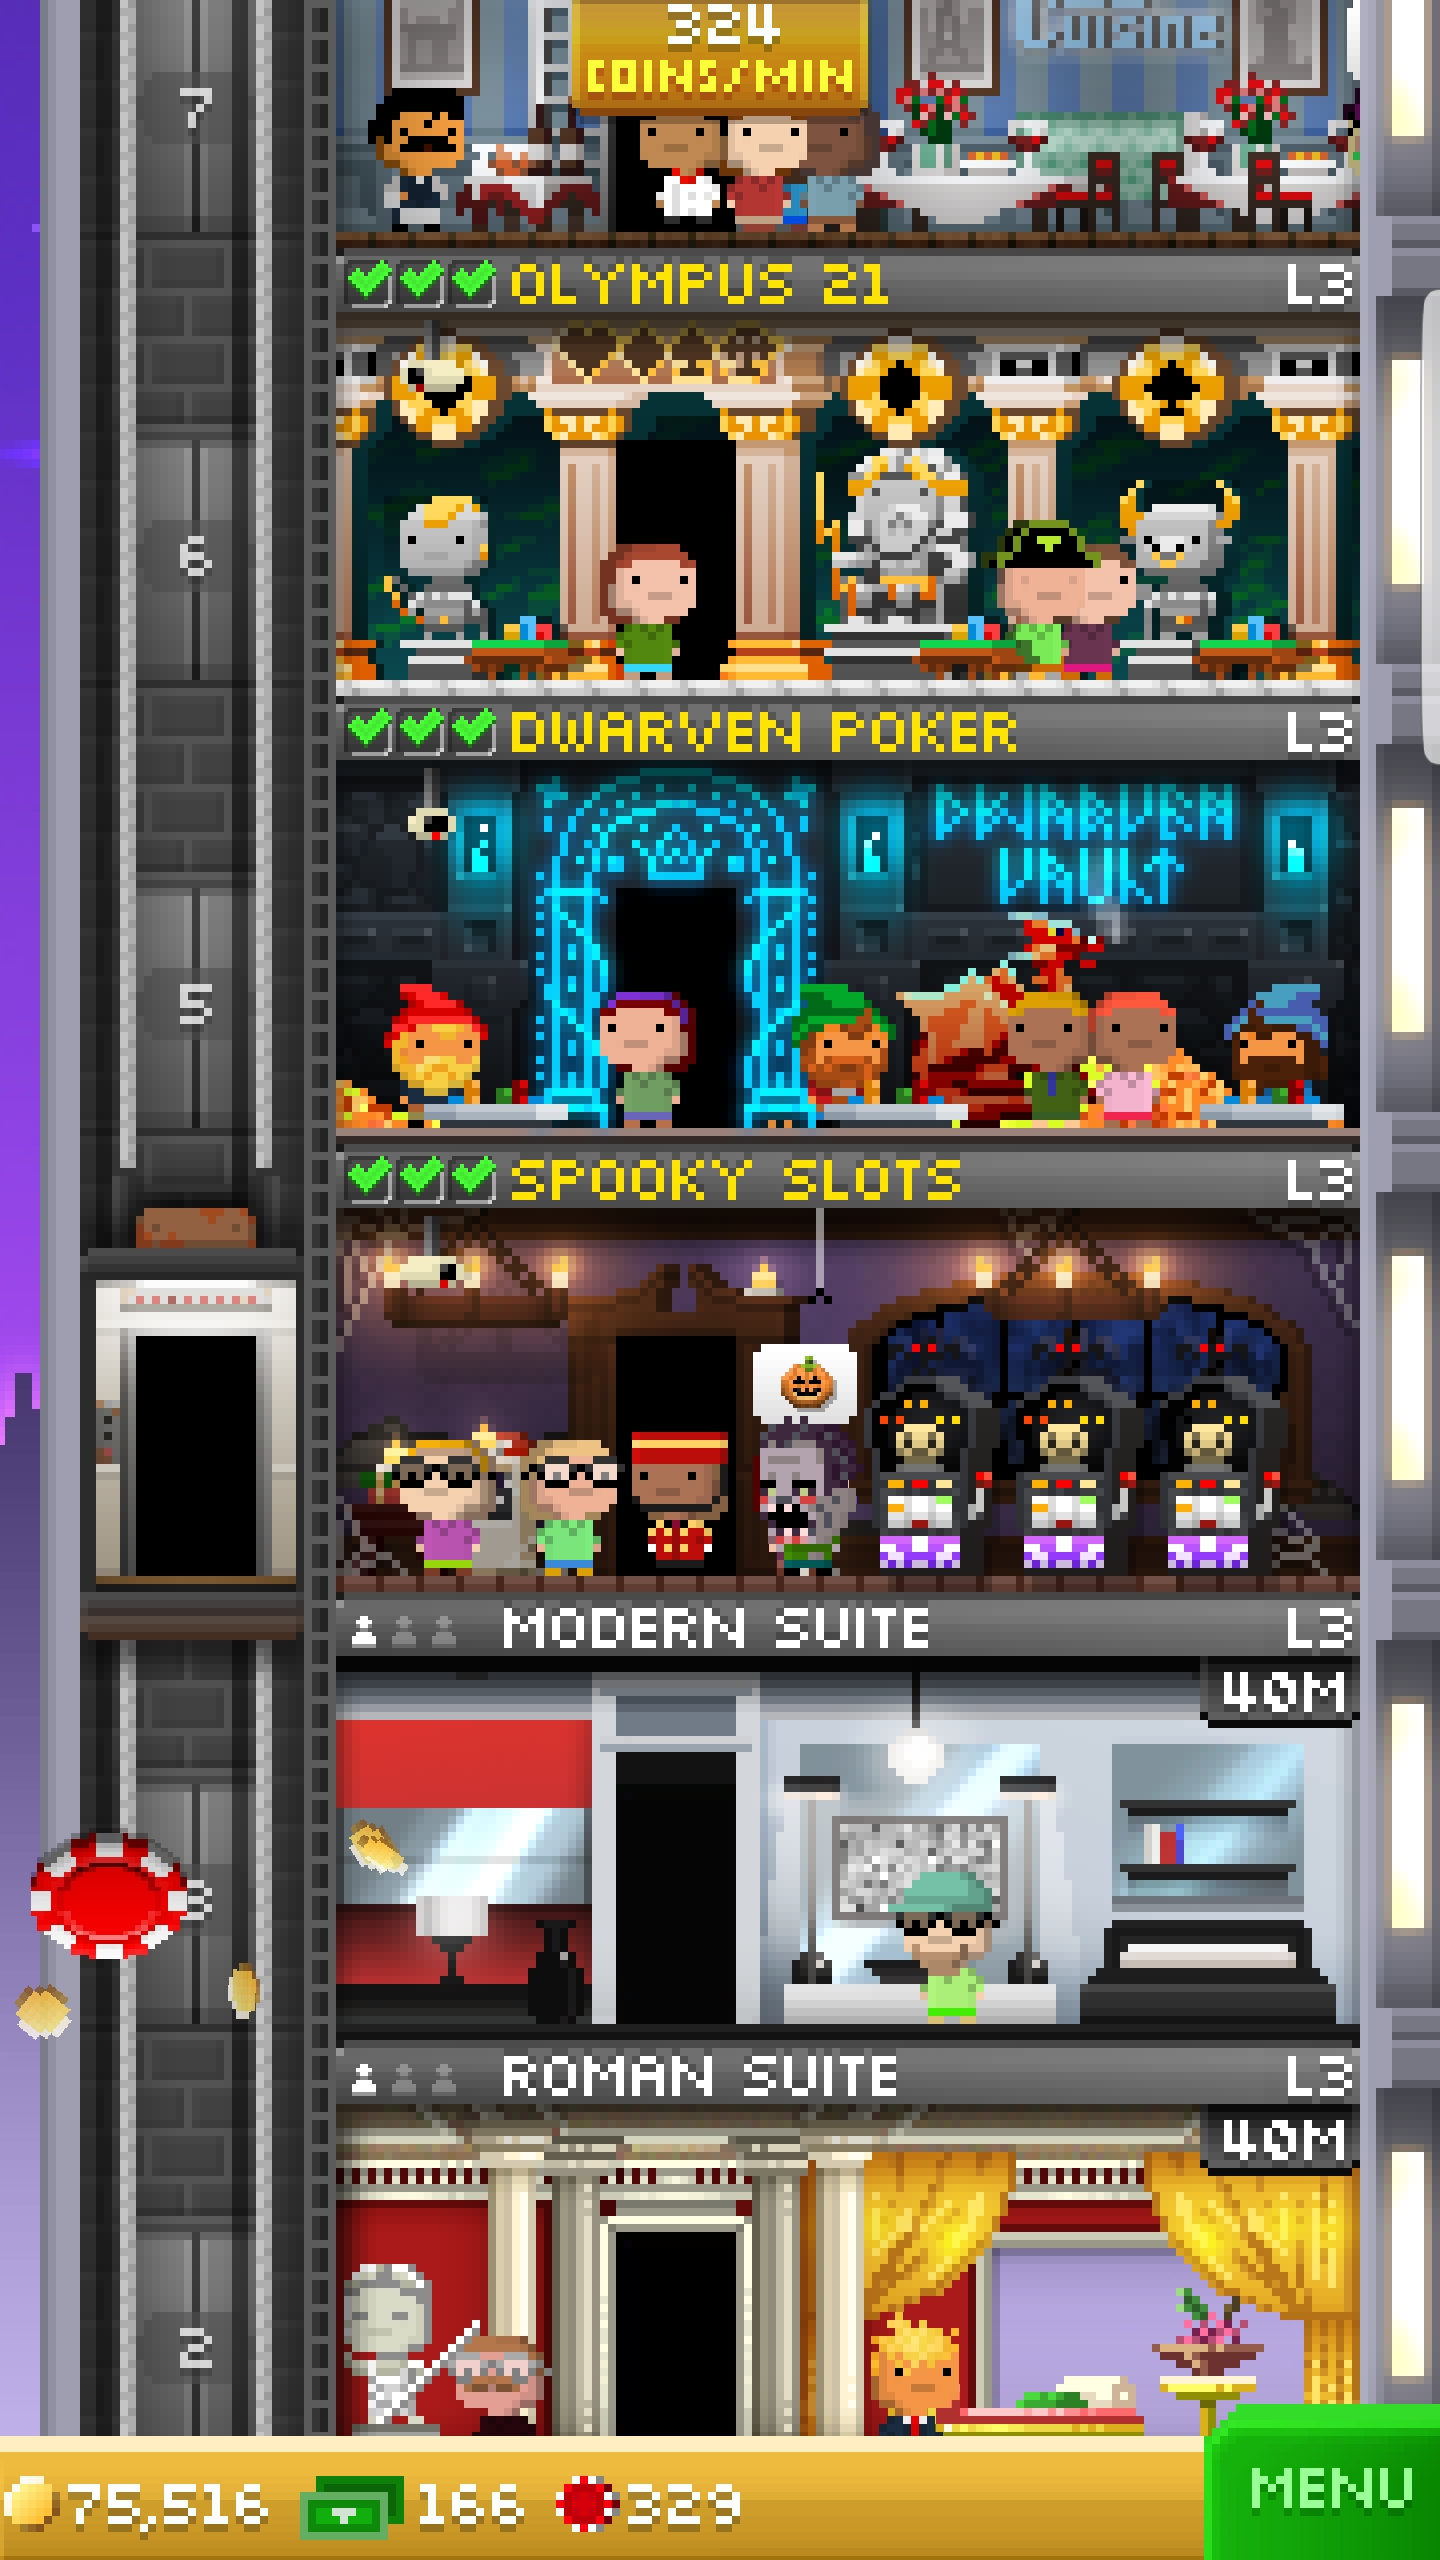 Cuisine
324
COINS/MIN
7
OLYMPUS 21
L3
6
DWARVEN POKER
L3
DWARVEN
VAULT
5
SPOOKY SLOTS
L3
MODERN SUITE
L3
40M
3
ROMAN SUITE
L3
40M
2
75,516
166
329
MENU